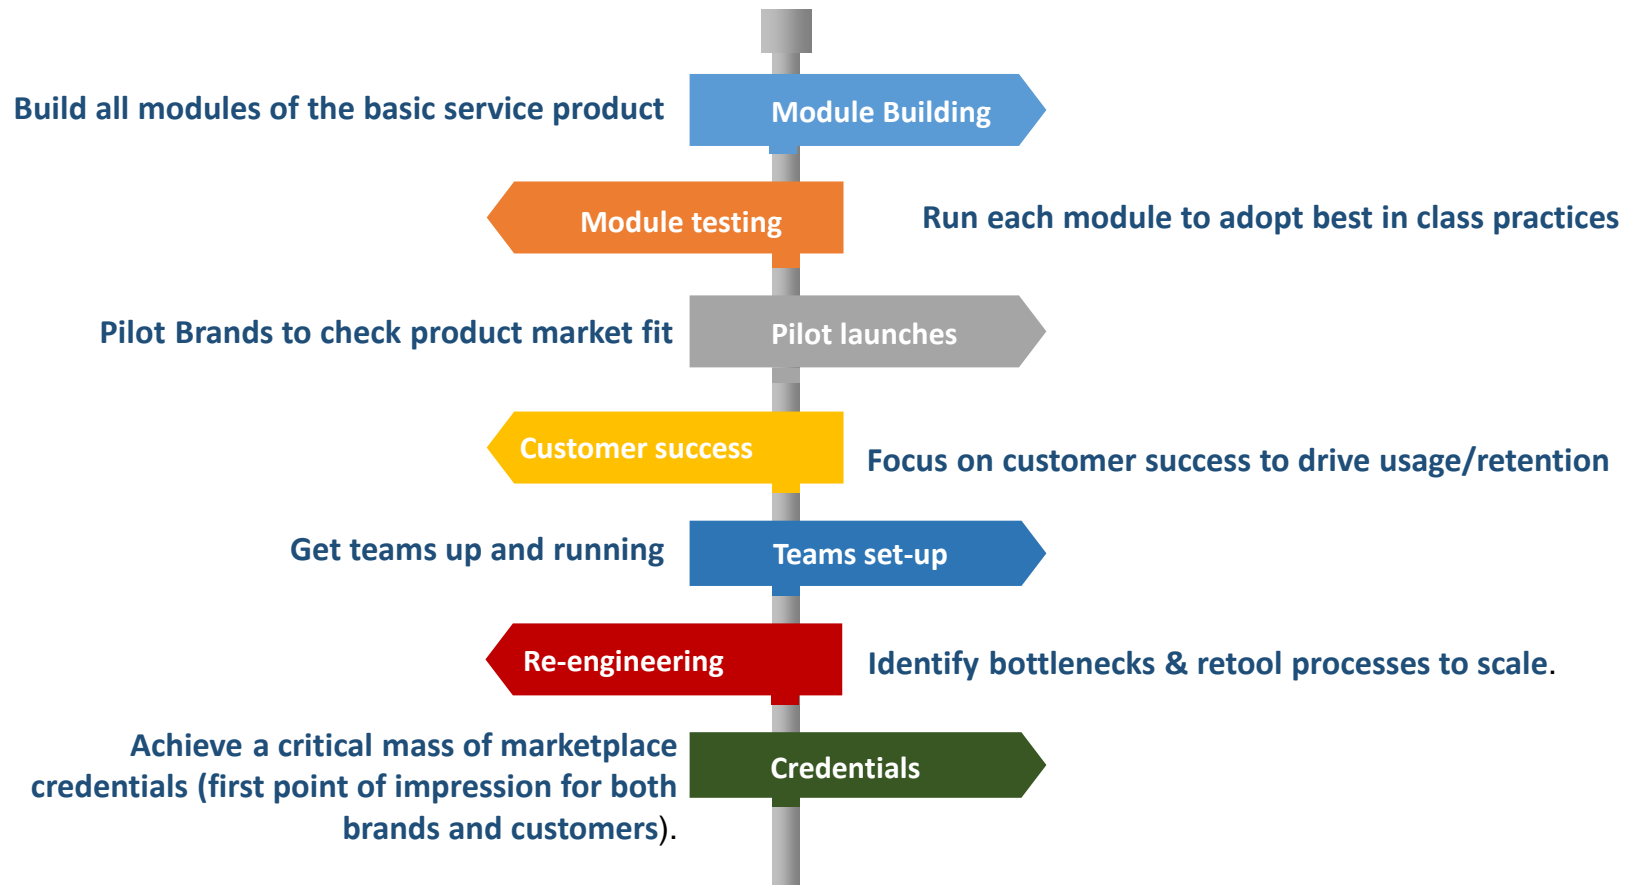 Build all modules of the basic service product
Module Building
Module testing
Run each module to adopt best in class practices
Pilot Brands to check product market fit
Pilot launches
Customer success
Focus on customer success to drive usage/retention
Get teams up and running
Teams set-up
Re-engineering
Identify bottlenecks & retool processes to scale.
Achieve a critical mass of marketplace
credentials (first point of impression for both
brands and customers).
Credentials